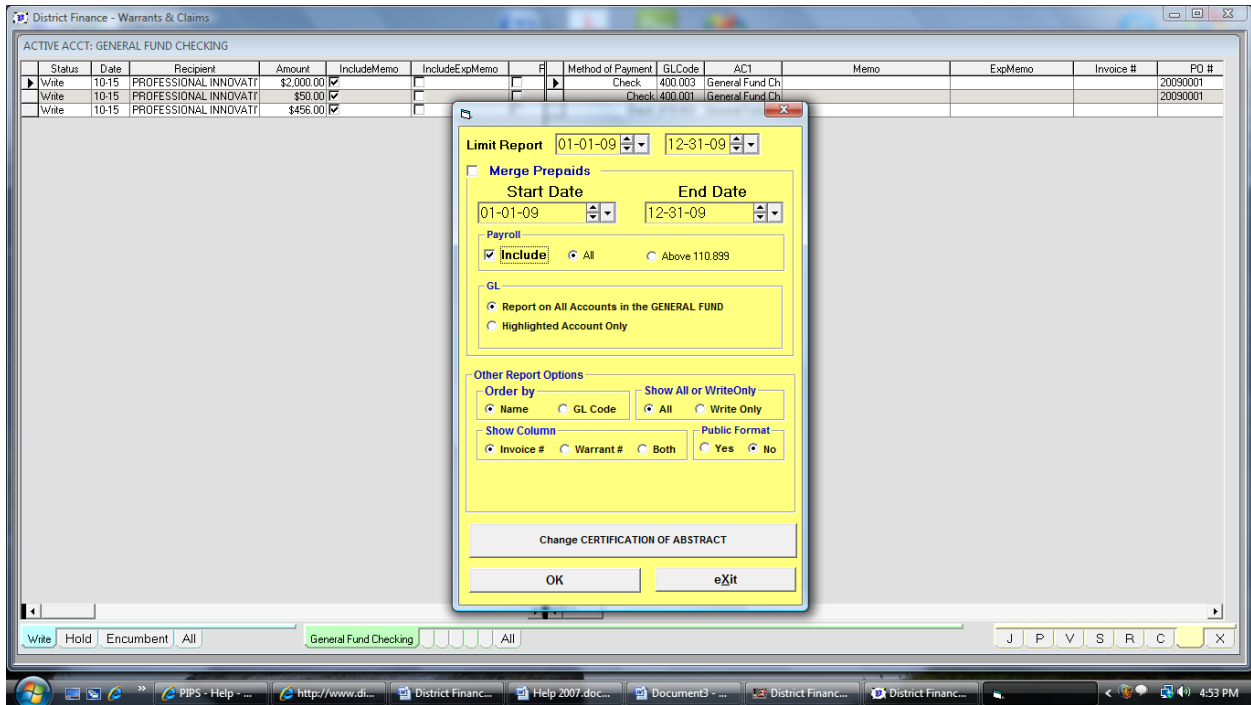 District Finance - Warrants & Claims
ACTIVE ACCT: GENERAL FUND CHECKING
Status Date Recipient Amount IncludeMemo IncludeExpMemo F Method of Payment GLCode AC1 Memo ExpMemo Invoice # PO #
Write 10-15 PROFESSIONAL INNOVATI $2,000.00 Check 400.003 General Fund Ch 20090001
Write 10-15 PROFESSIONAL INNOVATI $50.00 Check 400.001 General Fund Ch 20090001
Write 10-15 PROFESSIONAL INNOVATI $456.00
Limit Report 01-01-09 12-31-09
Merge Prepaids
Start Date End Date
01-01-09 12-31-09
Payroll
Include All Above 110.899
GL
Report on All Accounts in the GENERAL FUND
Highlighted Account Only
Other Report Options
Order by Show All or WriteOnly
Name GL Code All Write Only
Show Column Public Format
Invoice # Warrant # Both Yes No
Change CERTIFICATION OF ABSTRACT
OK eXit
Write Hold Encumbent All General Fund Checking All J P V S R C X
PIPS - Help - ... http://www.di... District Financ... Help 2007.doc... Document3 - ... District Financ... District Financ... 4:53 PM